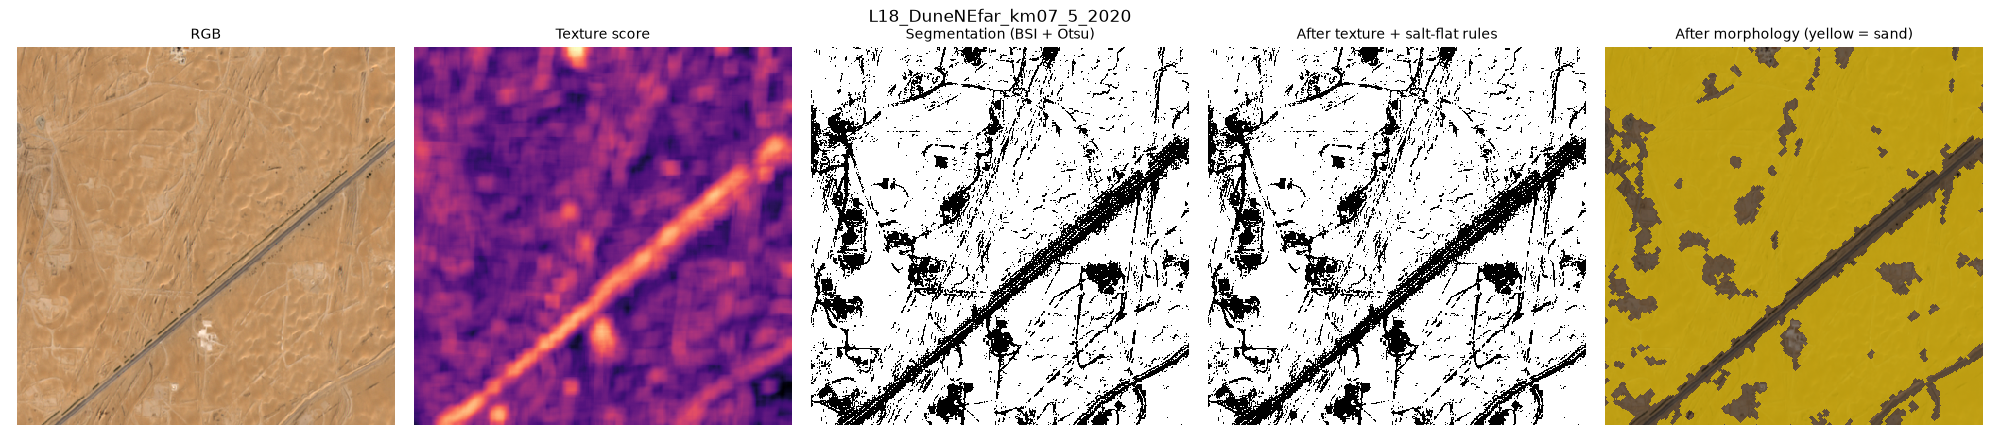 L18_DuneNEfar_km07_5_2020
RGB
Texture score
Segmentation (BSI + Otsu)
After texture + salt-flat rules
After morphology (yellow = sand)